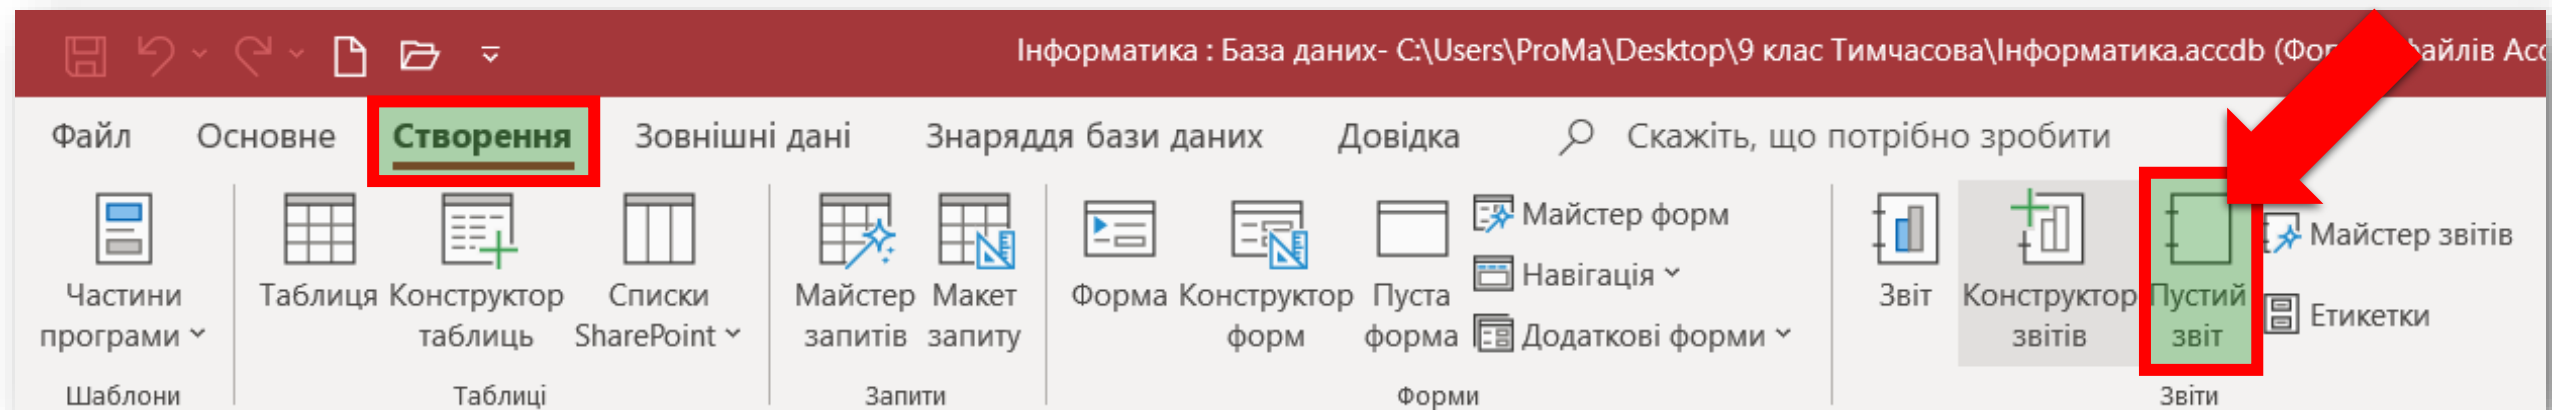 Інформатика : База даних- C:\Users\ProMa\Desktop\9 клас Тимчасова\Інформатика.accdb
Файл Основне Створення Зовнішні дані Знаряддя бази даних Довідка Скажіть, що потрібно зробити
Частини програми
Таблиця
Конструктор таблиць
Списки SharePoint
Майстер запитів
Макет запиту
Форма
Конструктор форм
Пуста форма
Майстер форм
Навігація
Додаткові форми
Звіт
Конструктор звітів
Пустий звіт
Майстер звітів
Етикетки
Шаблони Таблиці Запити Форми Звіти